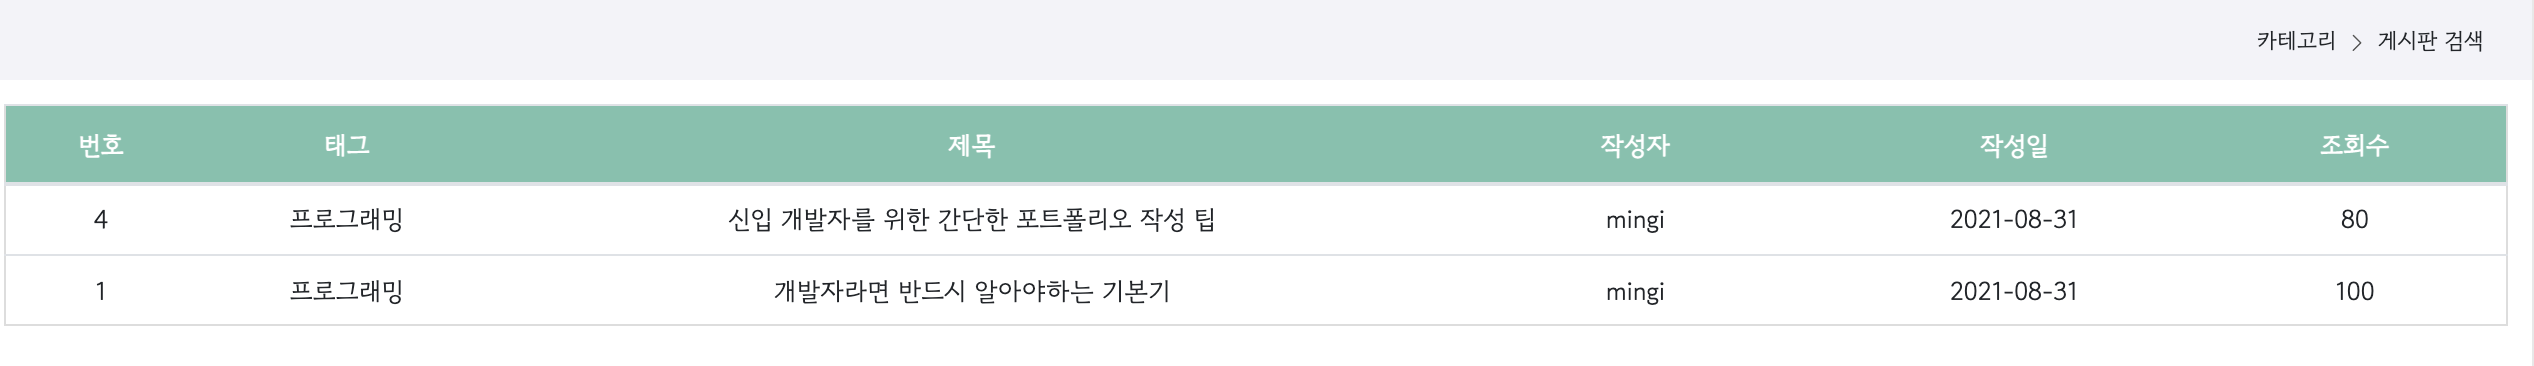 카테고리 > 게시판 검색
번호 태그 제목 작성자 작성일 조회수
4 프로그래밍 신입 개발자를 위한 간단한 포트폴리오 작성 팁 mingi 2021-08-31 80
1 프로그래밍 개발자라면 반드시 알아야하는 기본기 mingi 2021-08-31 100